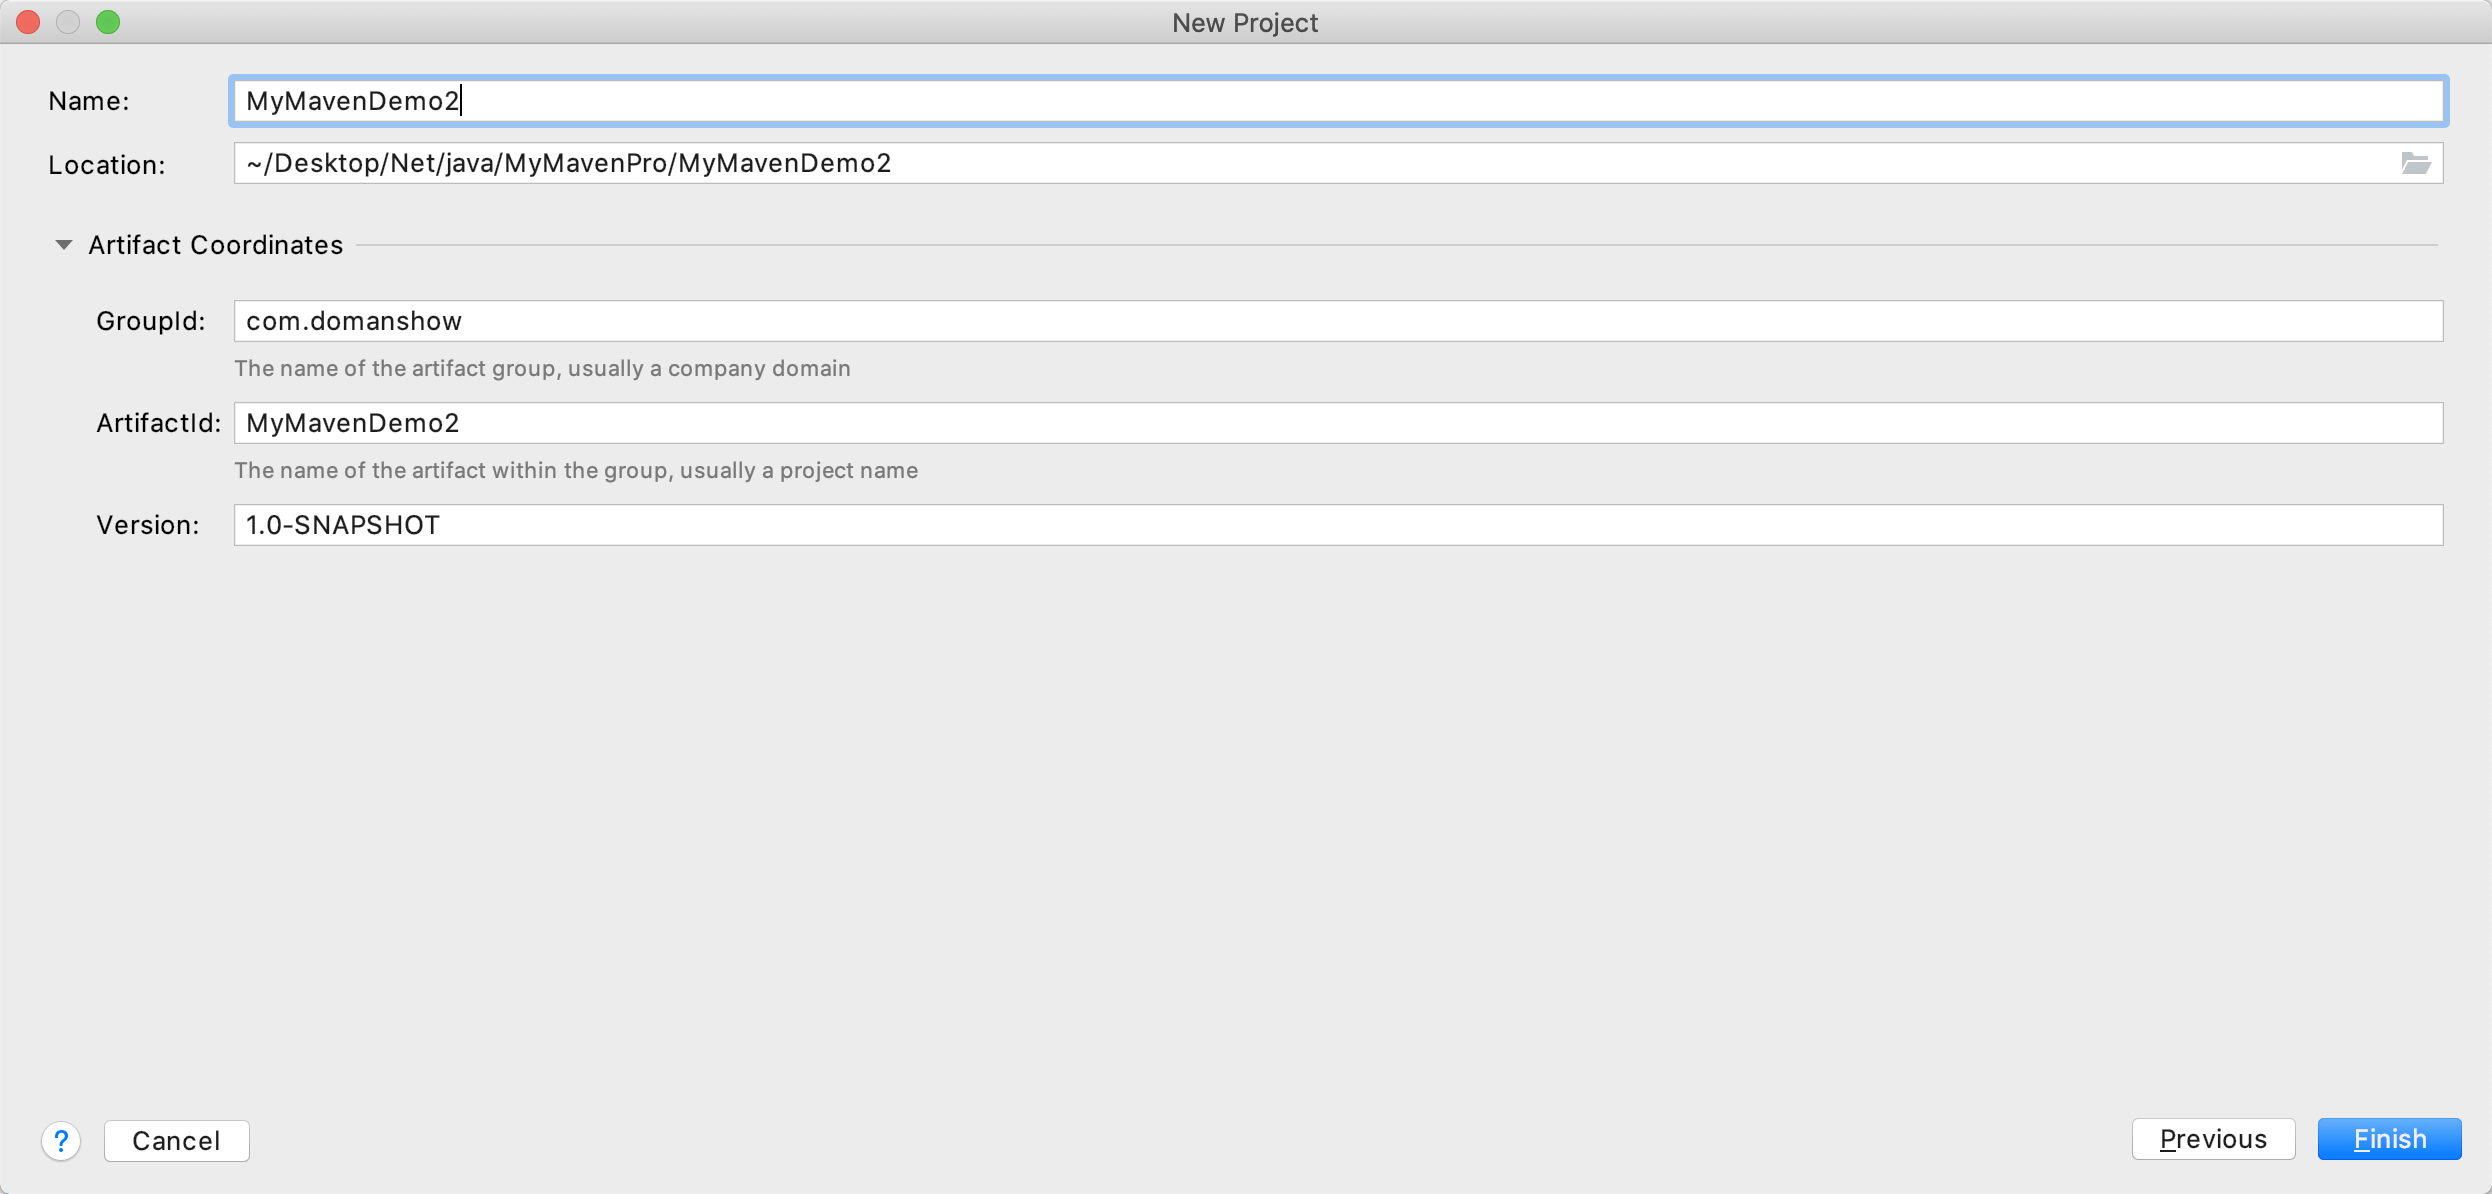 New Project
Name: MyMavenDemo2
Location: ~/Desktop/Net/java/MyMavenPro/MyMavenDemo2
Artifact Coordinates
GroupId: com.domanshow
The name of the artifact group, usually a company domain
ArtifactId: MyMavenDemo2
The name of the artifact within the group, usually a project name
Version: 1.0-SNAPSHOT
? Cancel Previous Finish